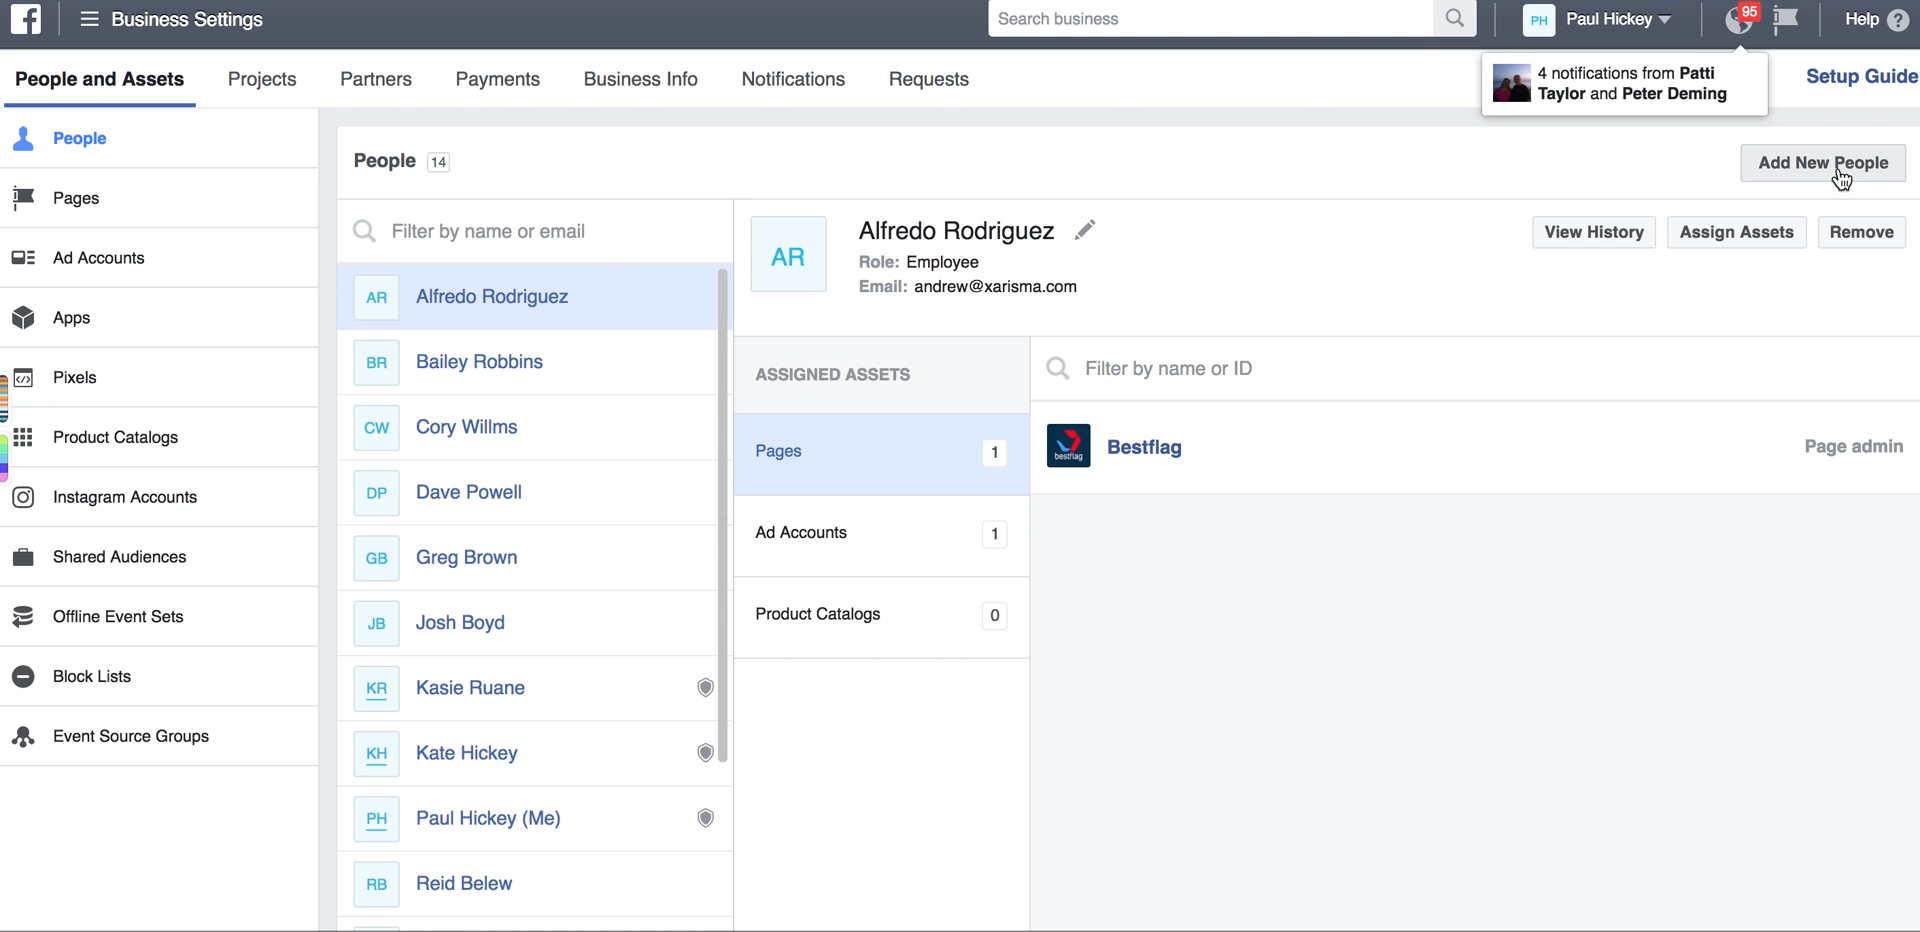 Business Settings
Search business
PH
Paul Hickey
95
Help
?
People and Assets
Projects
Partners
Payments
Business Info
Notifications
Requests
4 notifications from Patti
Taylor and Peter Deming
Setup Guide
People
Pages
Ad Accounts
Apps
Pixels
Product Catalogs
Instagram Accounts
Shared Audiences
Offline Event Sets
Block Lists
Event Source Groups
People 14
Add New People
Filter by name or email
AR Alfredo Rodriguez
BR Bailey Robbins
CW Cory Willms
DP Dave Powell
GB Greg Brown
JB Josh Boyd
KR Kasie Ruane
KH Kate Hickey
PH Paul Hickey (Me)
RB Reid Belew
AR
Alfredo Rodriguez
Role: Employee
Email: andrew@xarisma.com
View History
Assign Assets
Remove
ASSIGNED ASSETS
Pages 1
Ad Accounts 1
Product Catalogs 0
Filter by name or ID
bestflag
Bestflag
Page admin